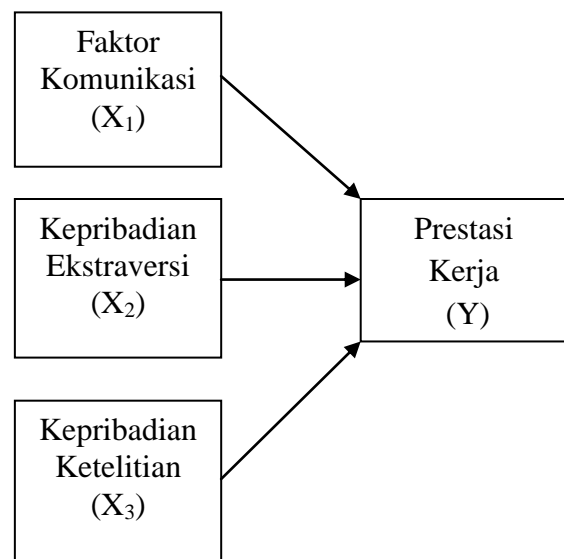 Faktor
Komunikasi
(X₁)
Kepribadian
Ekstraversi
(X₂)
Prestasi
Kerja
(Y)
Kepribadian
Ketelitian
(X₃)